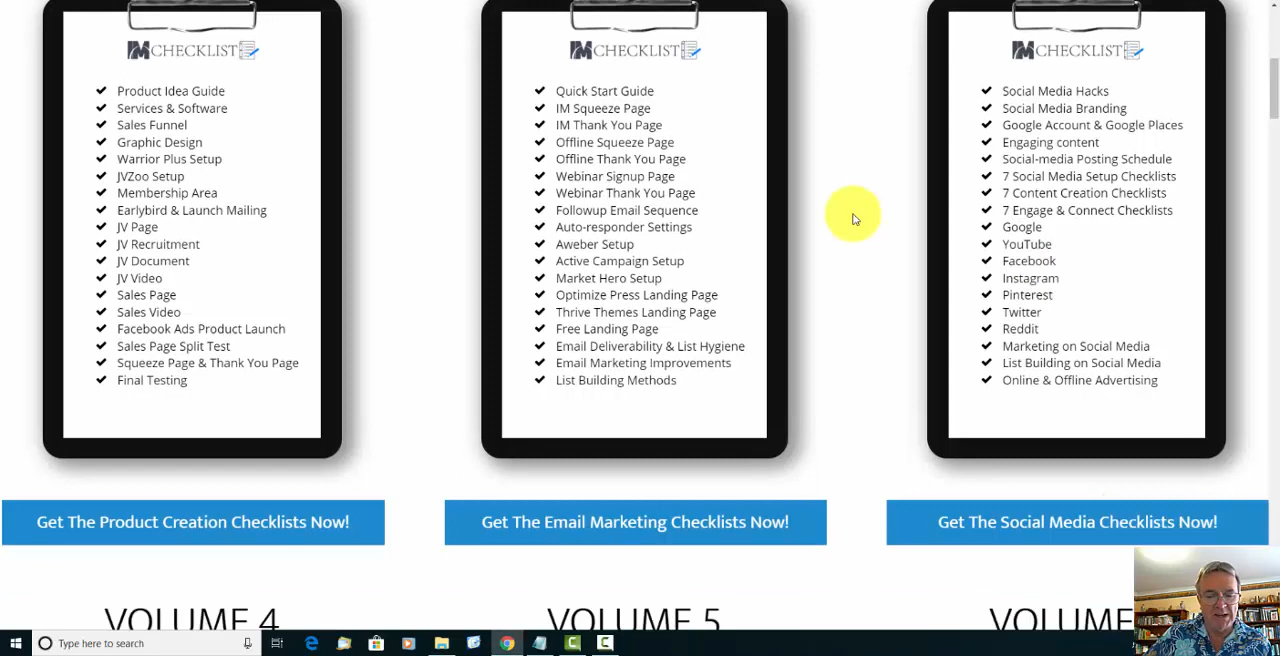 IM CHECKLIST
Product Idea Guide
Services & Software
Sales Funnel
Graphic Design
Warrior Plus Setup
JVZoo Setup
Membership Area
Earlybird & Launch Mailing
JV Page
JV Recruitment
JV Document
JV Video
Sales Page
Sales Video
Facebook Ads Product Launch
Sales Page Split Test
Squeeze Page & Thank You Page
Final Testing
Get The Product Creation Checklists Now!
IM CHECKLIST
Quick Start Guide
IM Squeeze Page
IM Thank You Page
Offline Squeeze Page
Offline Thank You Page
Webinar Signup Page
Webinar Thank You Page
Followup Email Sequence
Auto-responder Settings
Aweber Setup
Active Campaign Setup
Market Hero Setup
Optimize Press Landing Page
Thrive Themes Landing Page
Free Landing Page
Email Deliverability & List Hygiene
Email Marketing Improvements
List Building Methods
Get The Email Marketing Checklists Now!
IM CHECKLIST
Social Media Hacks
Social Media Branding
Google Account & Google Places
Engaging content
Social-media Posting Schedule
7 Social Media Setup Checklists
7 Content Creation Checklists
7 Engage & Connect Checklists
Google
YouTube
Facebook
Instagram
Pinterest
Twitter
Reddit
Marketing on Social Media
List Building on Social Media
Online & Offline Advertising
Get The Social Media Checklists Now!
VOLUME 4
VOLUME 5
VOLUME
Type here to search